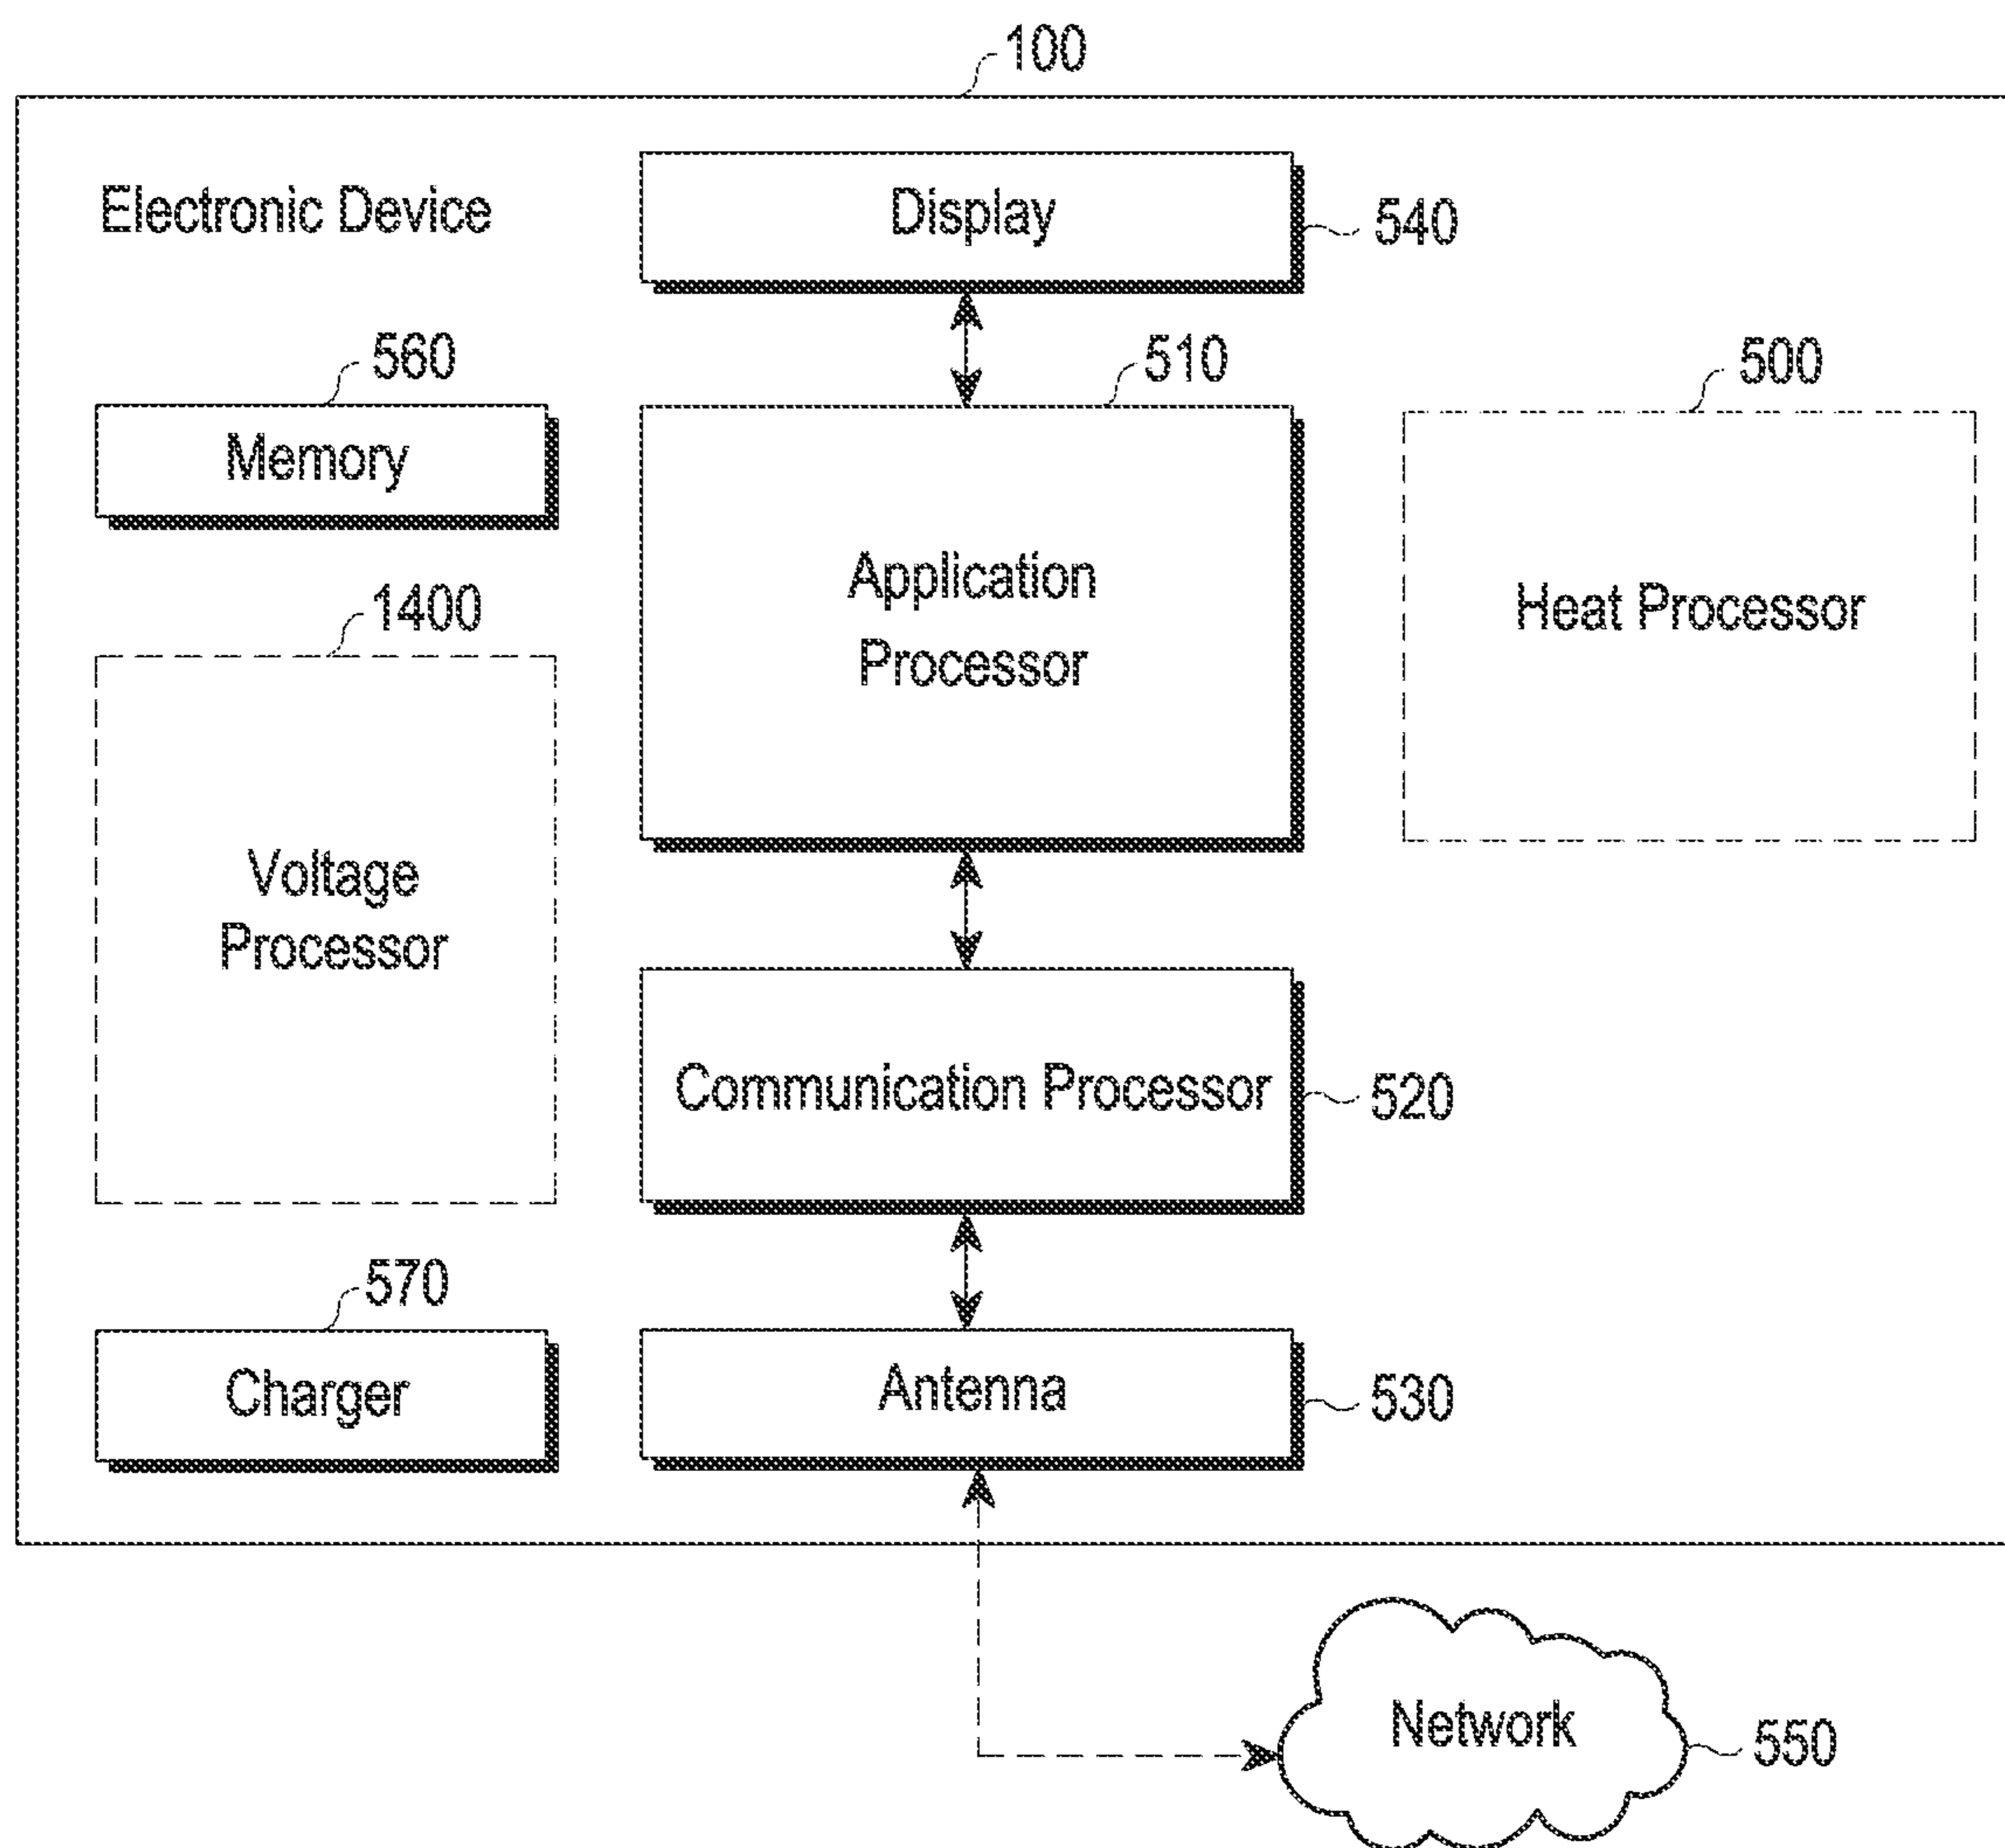 100
Electronic Device
Display
540
560
Memory
510
Application
Processor
500
Heat Processor
1400
Voltage
Processor
Communication Processor
520
570
Charger
Antenna
530
Network
550